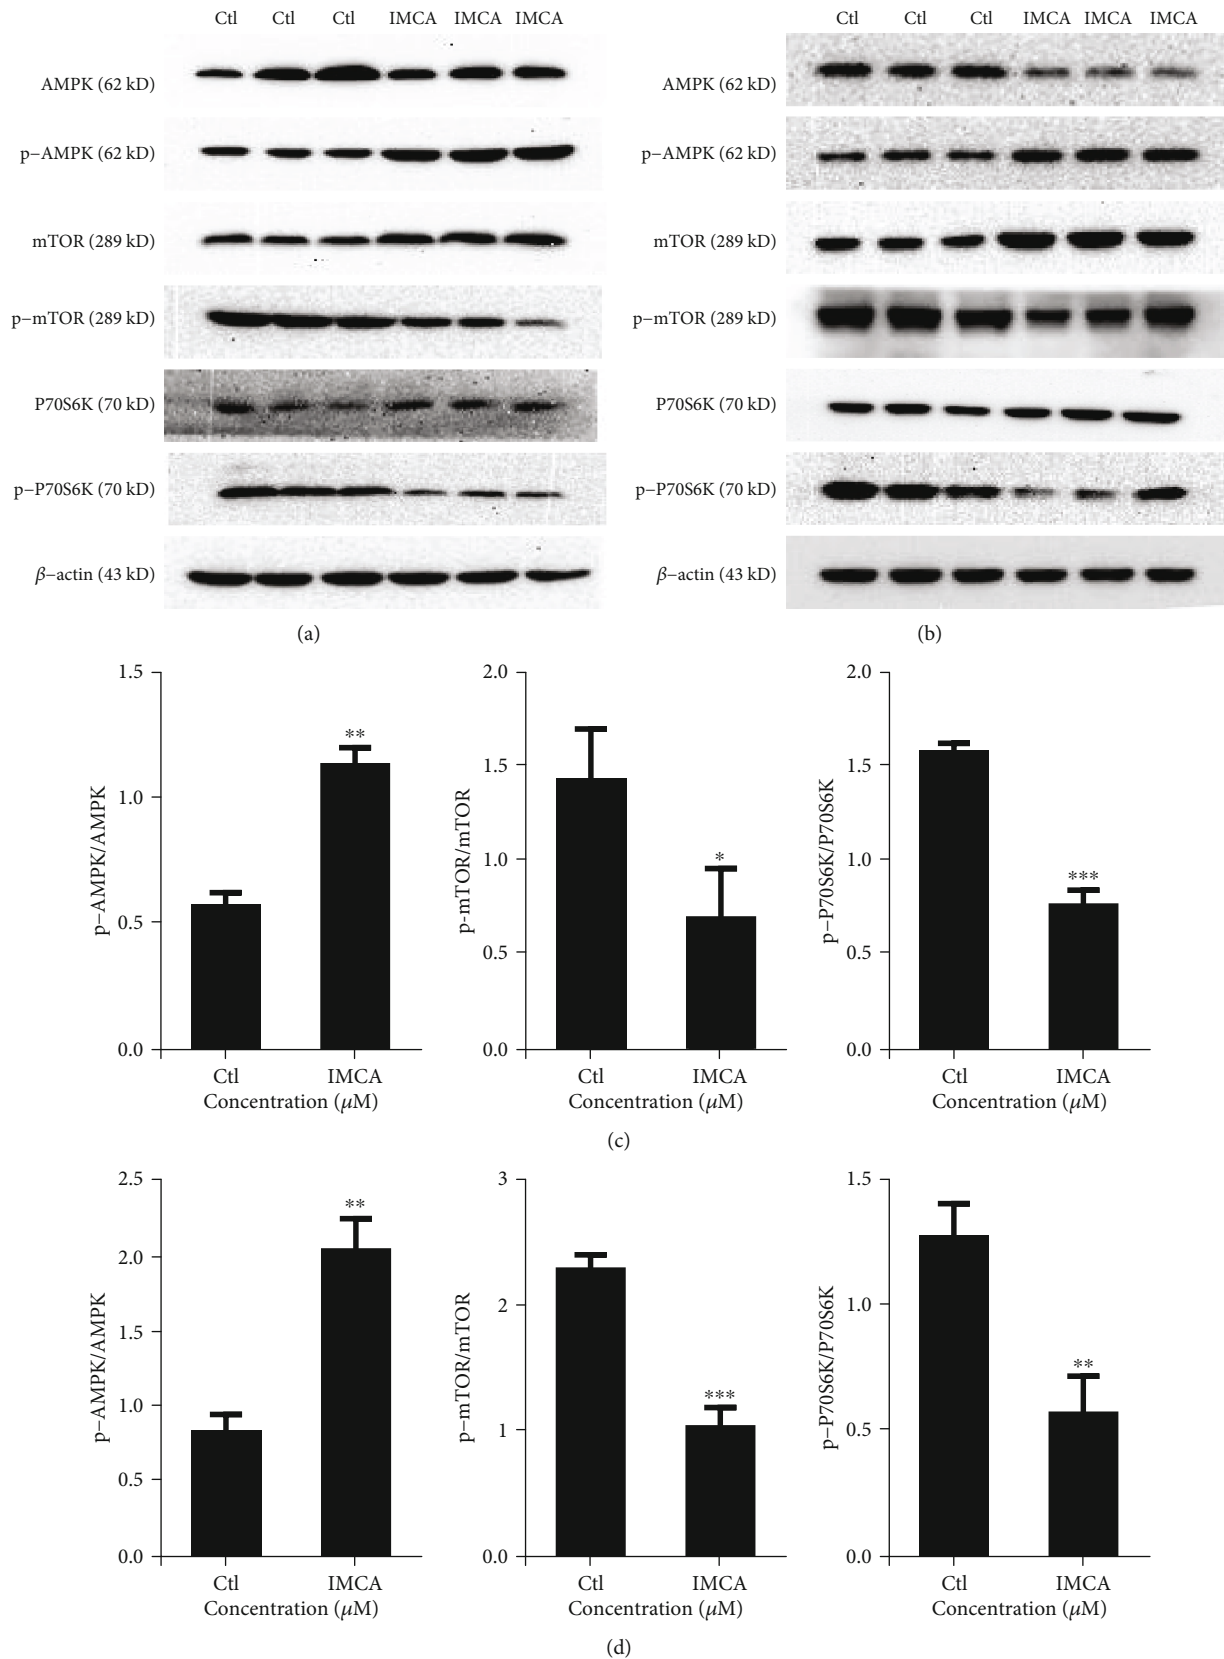 Ctl Ctl Ctl IMCA IMCA IMCA
AMPK (62 kD)
p−AMPK (62 kD)
mTOR (289 kD)
p−mTOR (289 kD)
P70S6K (70 kD)
p−P70S6K (70 kD)
β−actin (43 kD)
(a)
Ctl Ctl Ctl IMCA IMCA IMCA
AMPK (62 kD)
p−AMPK (62 kD)
mTOR (289 kD)
p−mTOR (289 kD)
P70S6K (70 kD)
p−P70S6K (70 kD)
β−actin (43 kD)
(b)
p−AMPK/AMPK
1.5
1.0
0.5
0.0
**
Ctl IMCA
Concentration (μM)
p-mTOR/mTOR
2.0
1.5
1.0
0.5
0.0
*
Ctl IMCA
Concentration (μM)
p−P70S6K/P70S6K
2.0
1.5
1.0
0.5
0.0
***
Ctl IMCA
Concentration (μM)
(c)
p−AMPK/AMPK
2.5
2.0
1.5
1.0
0.5
0.0
**
Ctl IMCA
Concentration (μM)
p−mTOR/mTOR
3
2
1
0.0
***
Ctl IMCA
Concentration (μM)
p−P70S6K/P70S6K
1.5
1.0
0.5
0.0
**
Ctl IMCA
Concentration (μM)
(d)